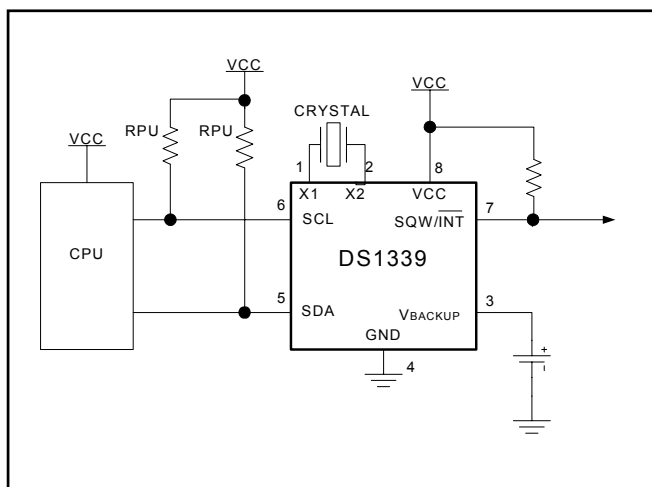 VCC
VCC
CRYSTAL
RPU
RPU
VCC
1
2
8
X1
X2
VCC
6
SCL
SQW/INT
7
CPU
DS1339
5
SDA
VBACKUP
3
GND
4
+
–